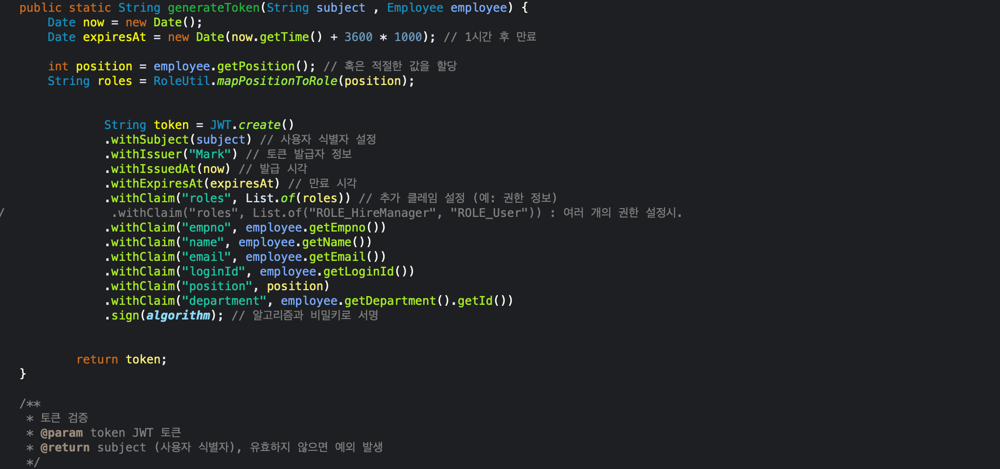 public static String generateToken(String subject , Employee employee) {
Date now = new Date();
Date expiresAt = new Date(now.getTime() + 3600 * 1000); // 1시간 후 만료
int position = employee.getPosition(); // 혹은 적절한 값을 할당
String roles = RoleUtil.mapPositionToRole(position);
String token = JWT.create()
.withSubject(subject) // 사용자 식별자 설정
.withIssuer("Mark") // 토큰 발급자 정보
.withIssuedAt(now) // 발급 시각
.withExpiresAt(expiresAt) // 만료 시각
.withClaim("roles", List.of(roles)) // 추가 클레임 설정 (예: 권한 정보)
/ .withClaim("roles", List.of("ROLE_HireManager", "ROLE_User")) : 여러 개의 권한 설정시.
.withClaim("empno", employee.getEmpno())
.withClaim("name", employee.getName())
.withClaim("email", employee.getEmail())
.withClaim("loginId", employee.getLoginId())
.withClaim("position", position)
.withClaim("department", employee.getDepartment().getId())
.sign(algorithm); // 알고리즘과 비밀키로 서명
return token;
}
/**
* 토큰 검증
* @param token JWT 토큰
* @return subject (사용자 식별자), 유효하지 않으면 예외 발생
*/